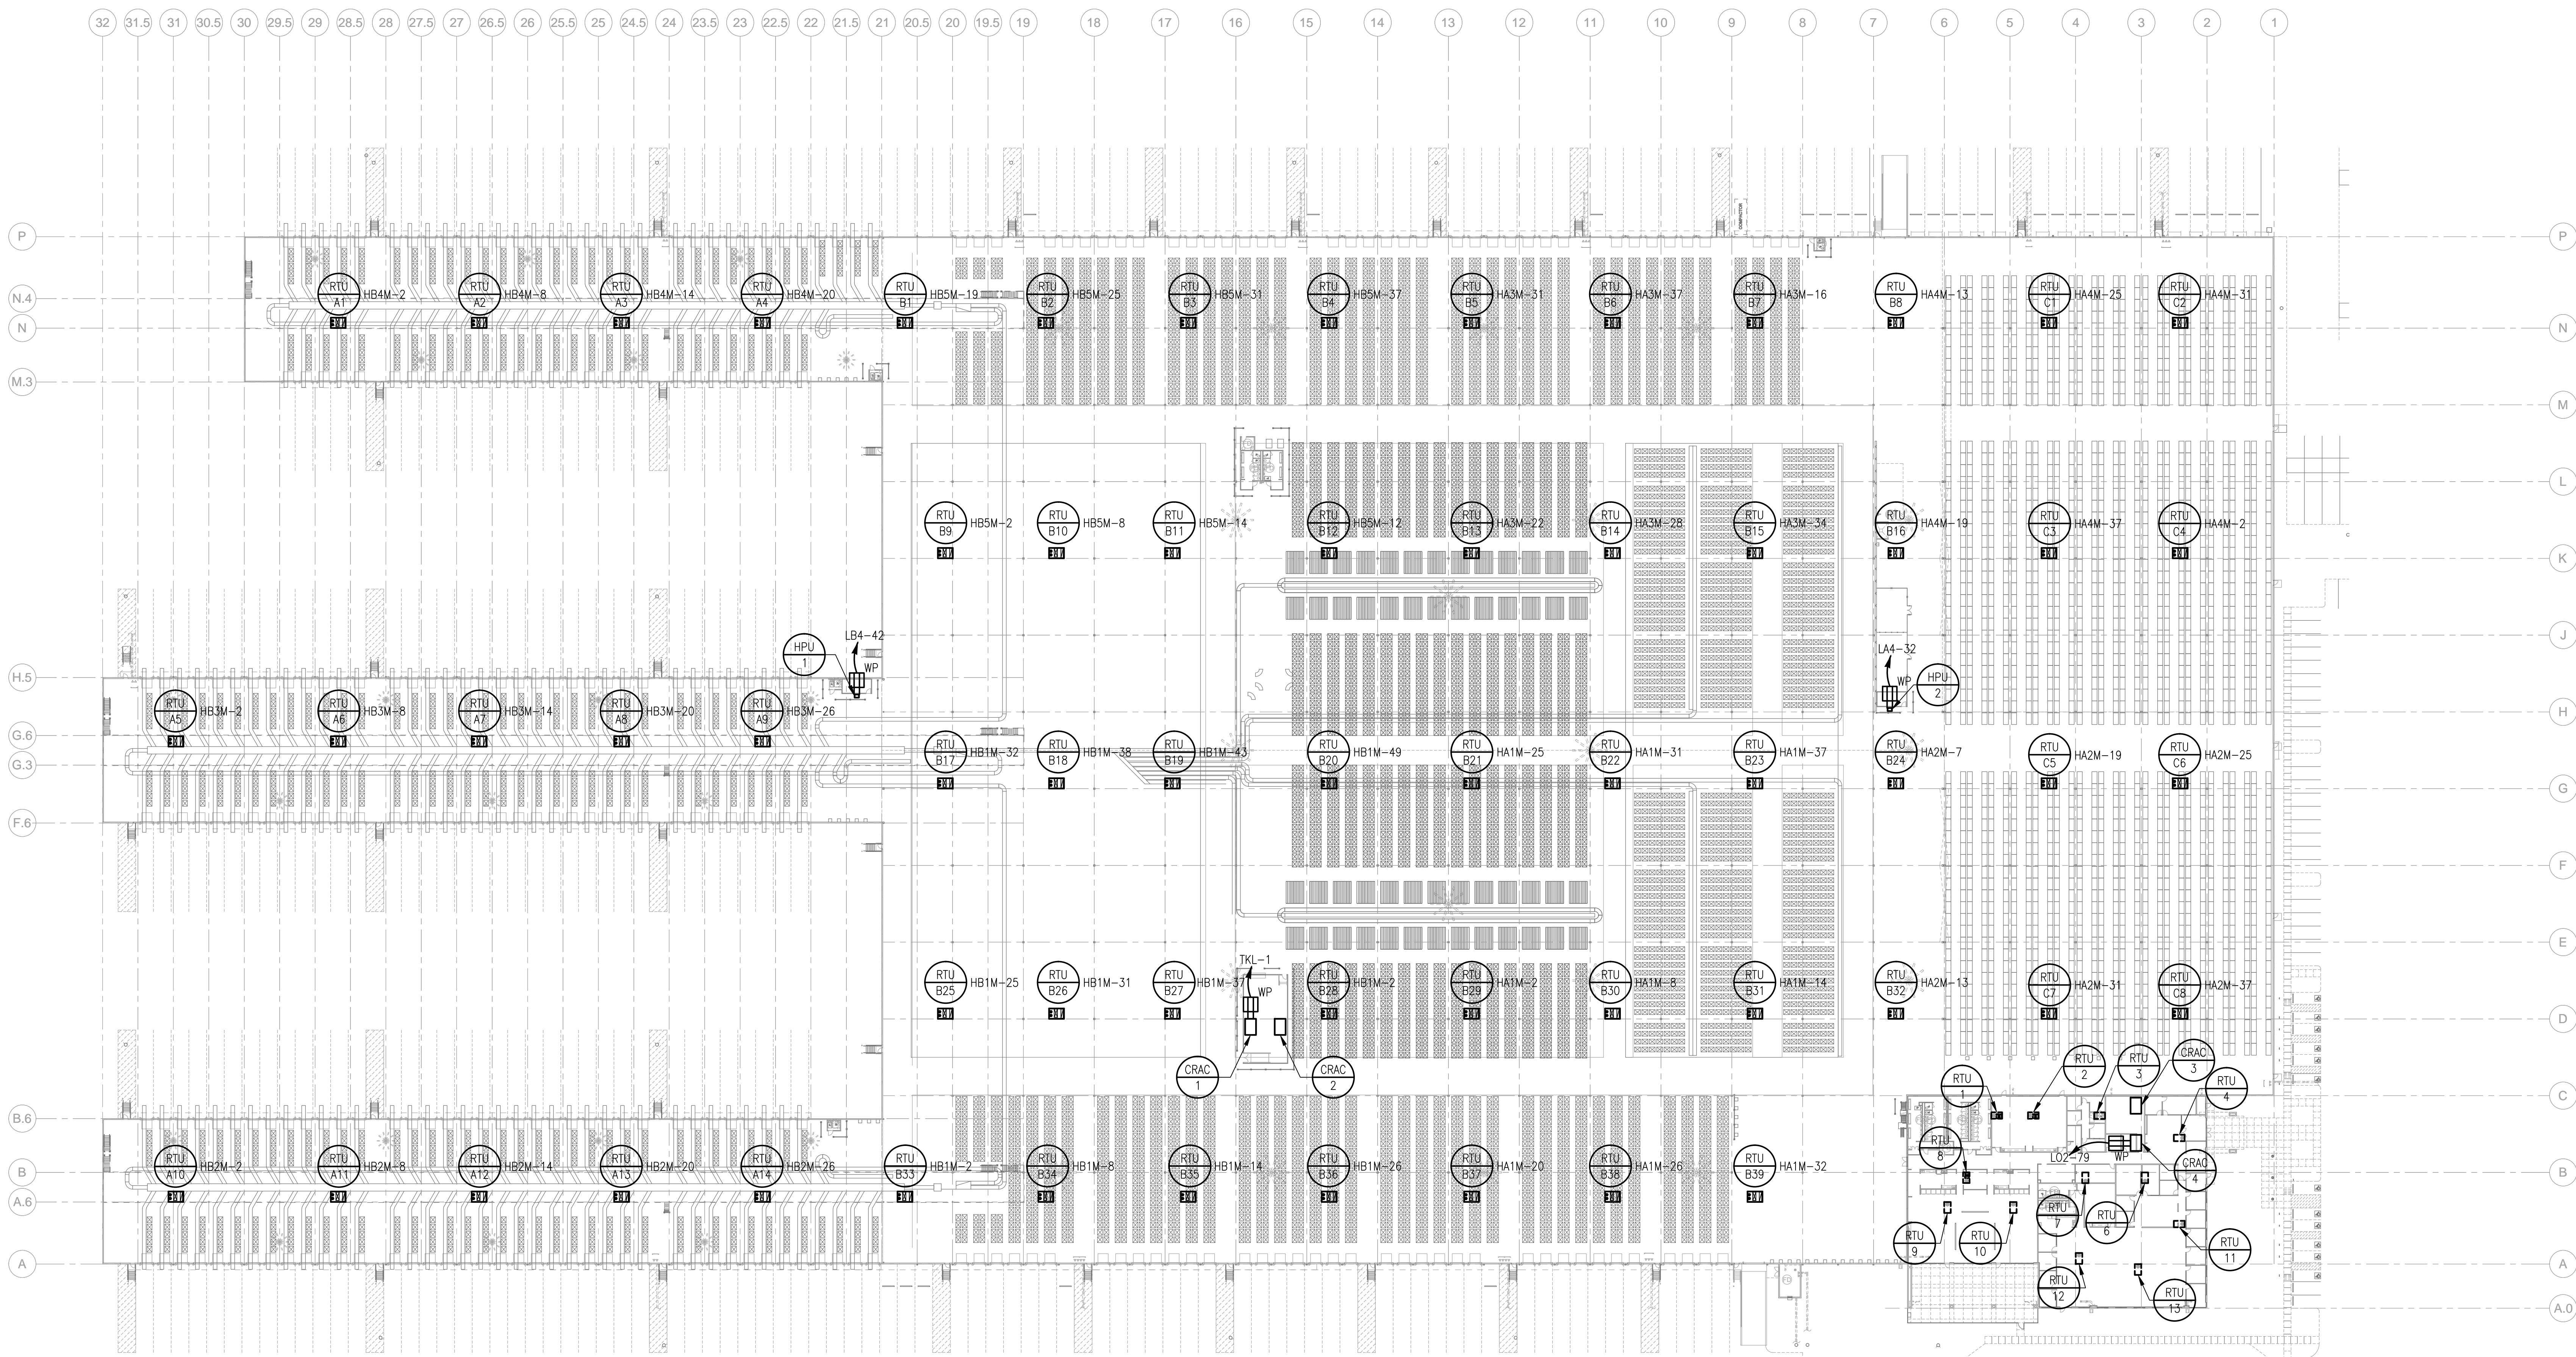 32 31.5 31 30.5 30 29.5 29 28.5 28 27.5 27 26.5 26 25.5 25 24.5 24 23.5 23 22.5 22 21.5 21 20.5 20 19.5 19 18 17 16 15 14 13 12 11 10 9 8 7 6 5 4 3 2 1
COMPACTOR
P P
RTU A1 HB4M-2
RTU A2 HB4M-8
RTU A3 HB4M-14
RTU A4 HB4M-20
RTU B1 HB5M-19
RTU B2 HB5M-25
RTU B3 HB5M-31
RTU B4 HB5M-37
RTU B5 HA3M-31
RTU B6 HA3M-37
RTU B7 HA3M-16
RTU B8 HA4M-13
RTU C1 HA4M-25
RTU C2 HA4M-31
N.4
N N
M.3
M
L
RTU B9 HB5M-2
RTU B10 HB5M-8
RTU B11 HB5M-14
RTU B12 HB5M-12
RTU B13 HA3M-22
RTU B14 HA3M-28
RTU B15 HA3M-34
RTU B16 HA4M-19
RTU C3 HA4M-37
RTU C4 HA4M-2
K
J
HPU 1
LB4-42
WP
LA4-32
WP
HPU 2
H.5
H
RTU A5 HB3M-2
RTU A6 HB3M-8
RTU A7 HB3M-14
RTU A8 HB3M-20
RTU A9 HB3M-26
G.6
RTU B17 HB1M-32
RTU B18 HB1M-38
RTU B19 HB1M-43
RTU B20 HB1M-49
RTU B21 HA1M-25
RTU B22 HA1M-31
RTU B23 HA1M-37
RTU B24 HA2M-7
RTU C5 HA2M-19
RTU C6 HA2M-25
G.3
G
F.6
F
E
TKL-1
WP
RTU B25 HB1M-25
RTU B26 HB1M-31
RTU B27 HB1M-37
RTU B28 HB1M-2
RTU B29 HA1M-2
RTU B30 HA1M-8
RTU B31 HA1M-14
RTU B32 HA2M-13
RTU C7 HA2M-31
RTU C8 HA2M-37
D
CRAC 1
CRAC 2
RTU 1
RTU 2
RTU 3
CRAC 3
RTU 4
C
B.6
RTU 8
LO2-79
WP
CRAC 4
RTU A10 HB2M-2
RTU A11 HB2M-8
RTU A12 HB2M-14
RTU A13 HB2M-20
RTU A14 HB2M-26
RTU B33 HB1M-2
RTU B34 HB1M-8
RTU B35 HB1M-14
RTU B36 HB1M-26
RTU B37 HA1M-20
RTU B38 HA1M-26
RTU B39 HA1M-32
B B
A.6
RTU 7
RTU 6
RTU 9
RTU 10
RTU 11
A A
RTU 12
RTU 13
A.0